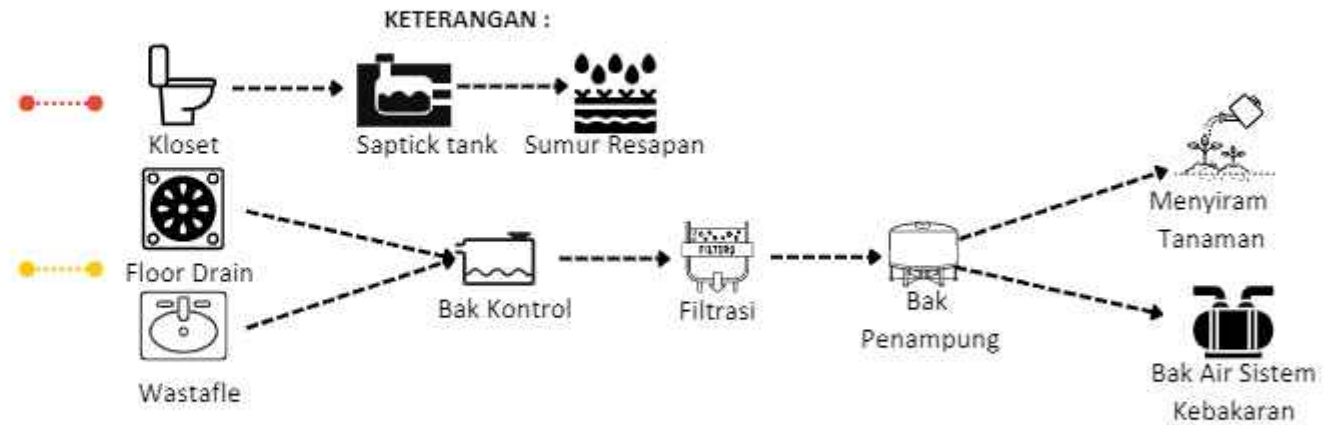 KETERANGAN :
Kloset
Saptick tank
Sumur Resapan
Floor Drain
Wastafle
Bak Kontrol
FILTERS
Filtrasi
Bak
Penampung
Menyiram
Tanaman
Bak Air Sistem
Kebakaran